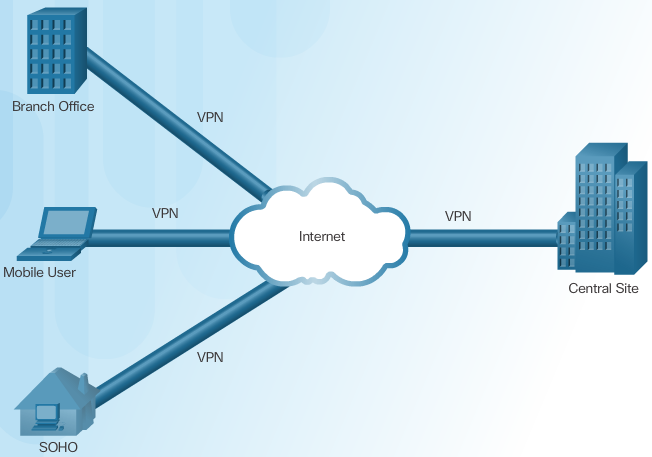 Branch Office
VPN
VPN
Mobile User
Internet
VPN
Central Site
VPN
SOHO